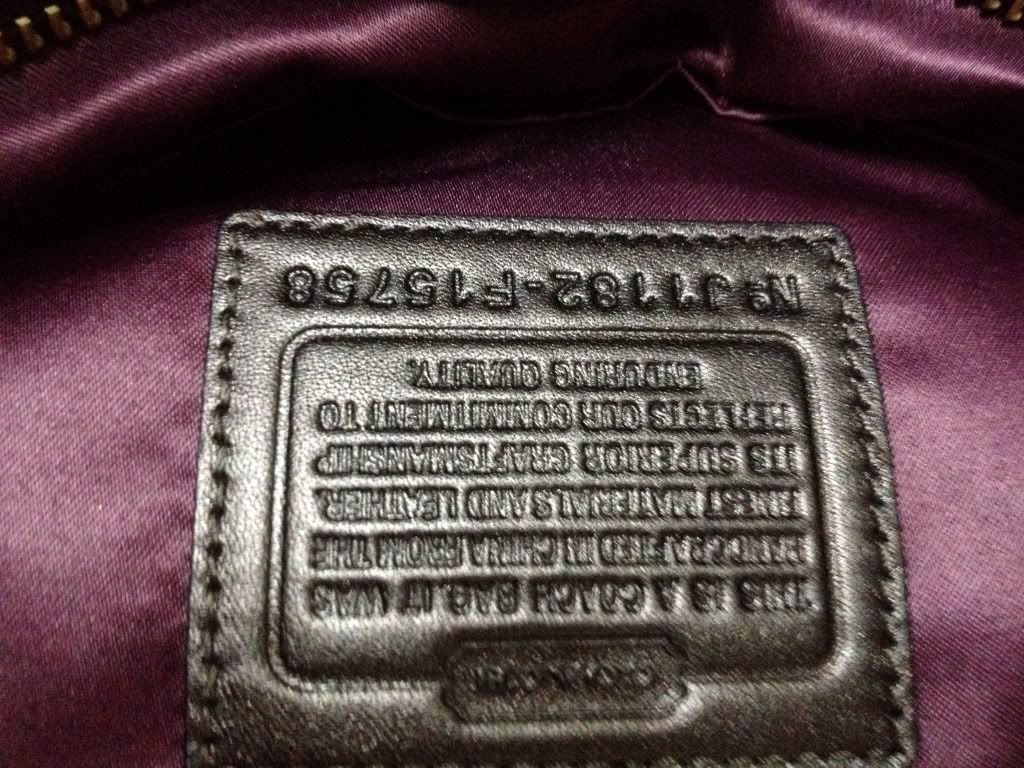 COACH
THIS IS A COACH BAG. IT WAS
HANDCRAFTED IN CHINA FROM THE
FINEST MATERIALS AND LEATHER.
ITS SUPERIOR CRAFTSMANSHIP
REFLECTS OUR COMMITMENT TO
ENDURING QUALITY.
Nº J1182-F15758